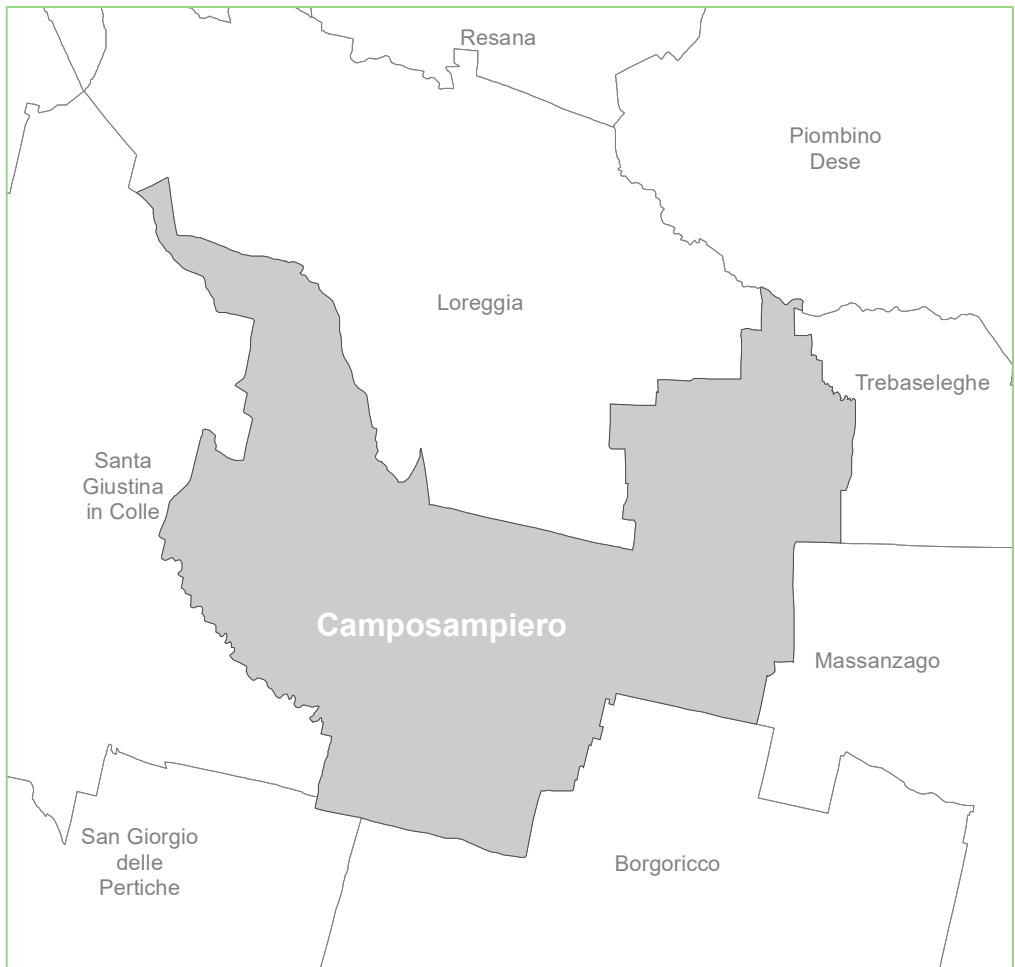 Resana
Piombino
Dese
Loreggia
Trebaseleghe
Santa
Giustina
in Colle
Camposampiero
Massanzago
San Giorgio
delle
Pertiche
Borgoricco